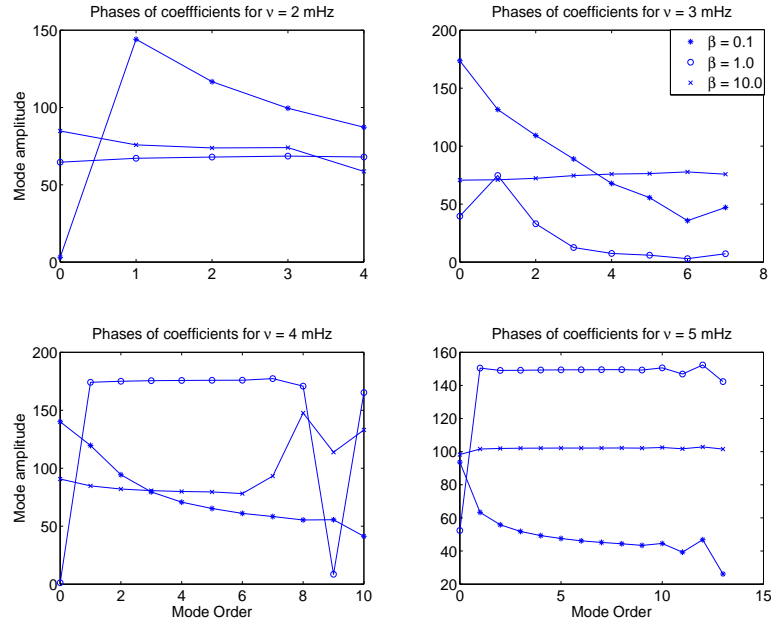 Phases of coeffficients for ν = 2 mHz
Mode amplitude
150
100
50
0
0 1 2 3 4
Phases of coefficients for ν = 3 mHz
200
150
100
50
0
0 2 4 6 8
β = 0.1
β = 1.0
β = 10.0
Phases of coefficients for ν = 4 mHz
Mode amplitude
200
150
100
50
0
0 2 4 6 8 10
Mode Order
Phases of coefficients for ν = 5 mHz
160
140
120
100
80
60
40
20
0 5 10 15
Mode Order